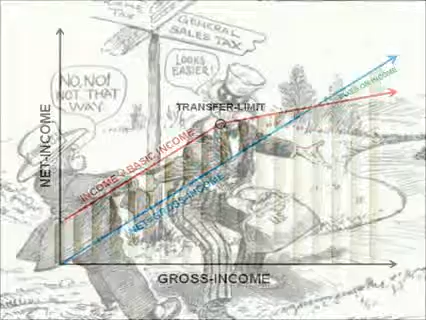 INCOME
TAX
GENERAL
SALES TAX
LOOKS
EASIER!
NO, NO!
NOT THAT
WAY
TRANSFER-LIMIT
TAXES ON INCOME
INCOME + BASIC INCOME
NET=GROSS-INCOME
NET-INCOME
GROSS-INCOME